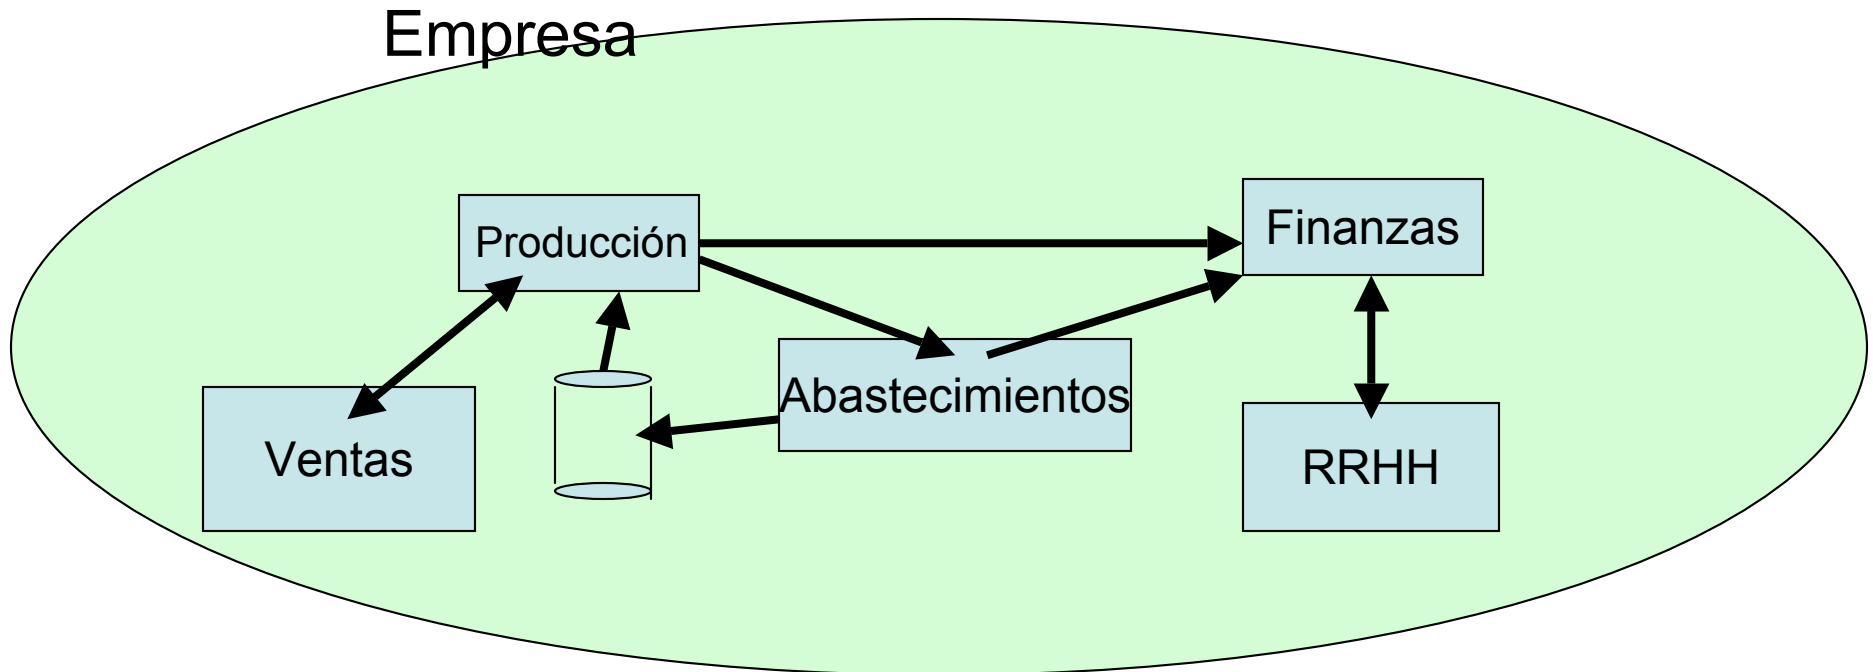 Empresa
Producción
Finanzas
Abastecimientos
Ventas
RRHH